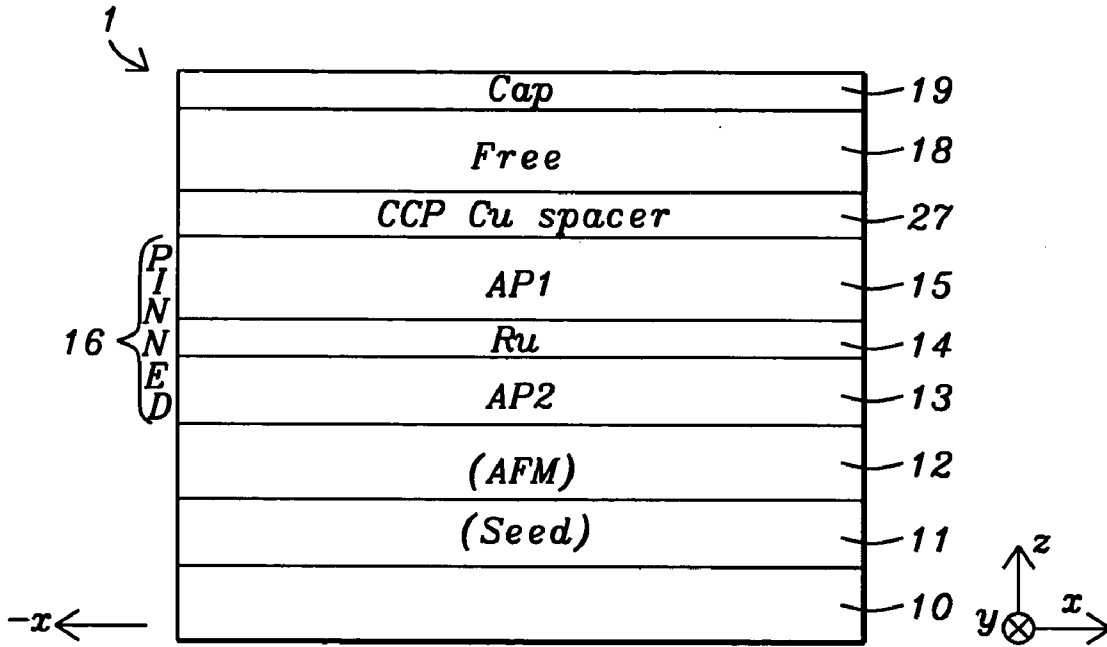 1
Cap 19
Free 18
CCP Cu spacer 27
AP1 15
Ru 14
AP2 13
(AFM) 12
(Seed) 11
10
16
PINNED
-x
z
y
x